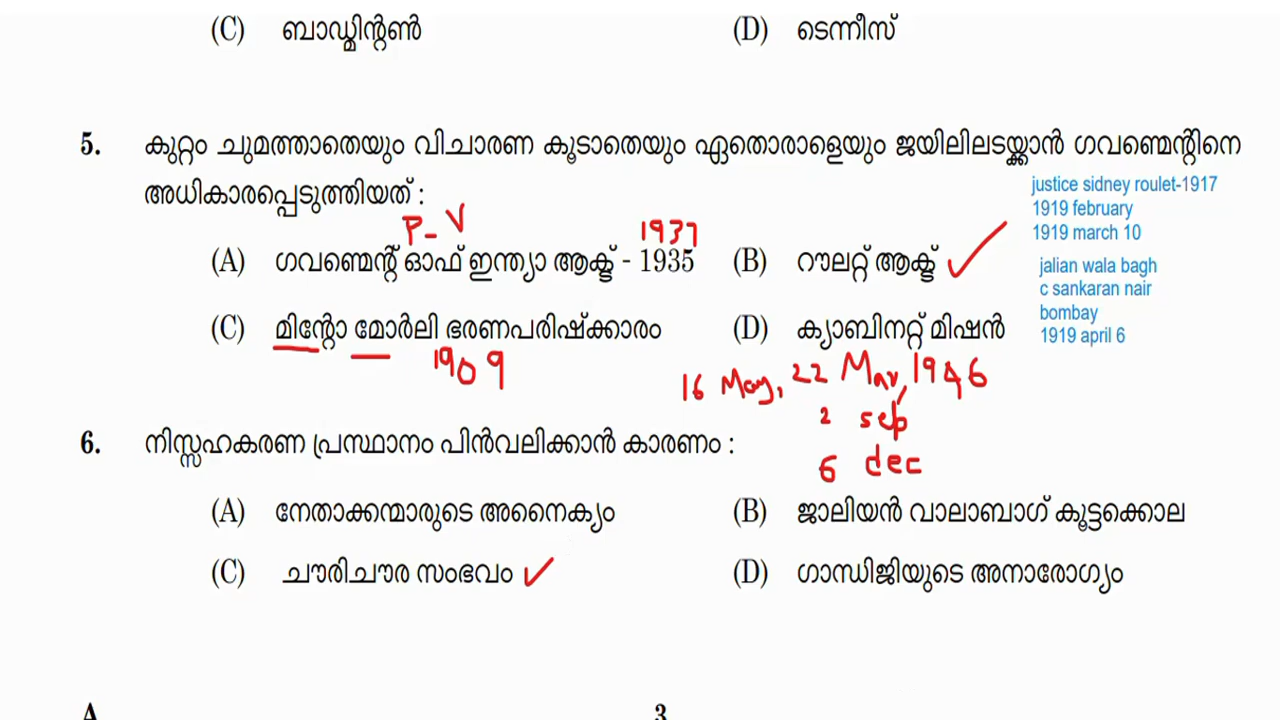 (C) ബാഡ്മിന്റൺ (D) ടെന്നീസ്
5. കുറ്റം ചുമത്താതെയും വിചാരണ കൂടാതെയും ഏതൊരാളെയും ജയിലിലടയ്ക്കാൻ ഗവണ്മെന്റിനെ
അധികാരപ്പെടുത്തിയത് :
justice sidney roulet-1917
1919 february
1919 march 10
P-V 1937
(A) ഗവണ്മെന്റ് ഓഫ് ഇന്ത്യാ ആക്ട് - 1935 (B) റൗലറ്റ് ആക്ട്
jalian wala bagh
c sankaran nair
bombay
1919 april 6
(C) മിന്റോ മോർലി ഭരണപരിഷ്ക്കാരം (D) ക്യാബിനറ്റ് മിഷൻ
1909
16 May, 22 Mar, 1946
2 sep
6 dec
6. നിസ്സഹകരണ പ്രസ്ഥാനം പിൻവലിക്കാൻ കാരണം :
(A) നേതാക്കന്മാരുടെ അനൈക്യം (B) ജാലിയൻ വാലാബാഗ് കൂട്ടക്കൊല
(C) ചൗരിചൗര സംഭവം (D) ഗാന്ധിജിയുടെ അനാരോഗ്യം
A 3